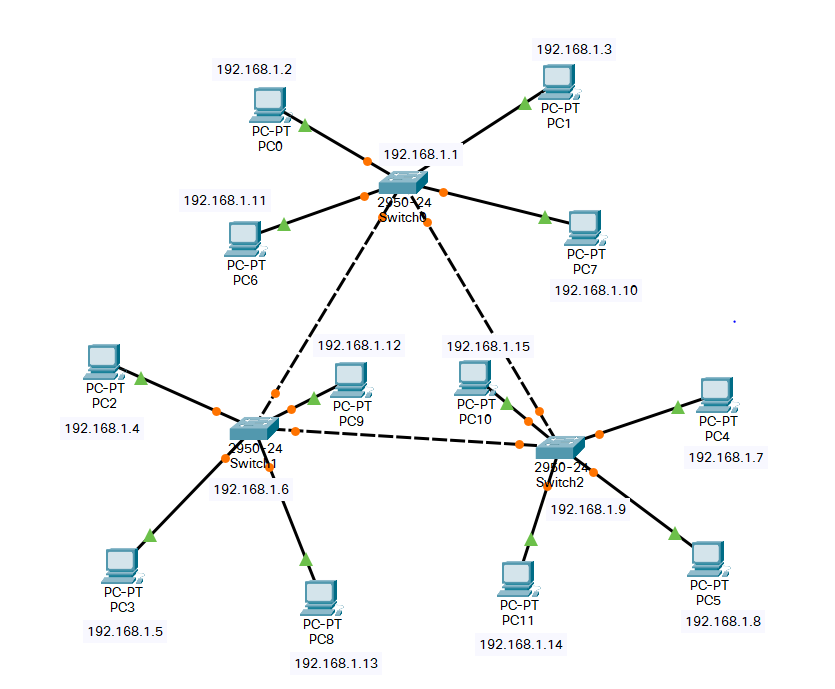 192.168.1.3
192.168.1.2
PC-PT
PC1
PC-PT
PC0
192.168.1.1
192.168.1.11
2950-24
Switch0
PC-PT
PC6
PC-PT
PC7
192.168.1.10
192.168.1.12
192.168.1.15
PC-PT
PC2
PC-PT
PC9
PC-PT
PC10
PC-PT
PC4
192.168.1.4
2950-24
Switch1
192.168.1.7
2950-24
Switch2
192.168.1.6
192.168.1.9
PC-PT
PC3
PC-PT
PC5
PC-PT
PC11
192.168.1.5
PC-PT
PC8
192.168.1.8
192.168.1.14
192.168.1.13